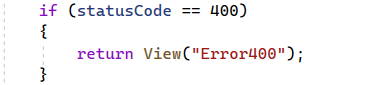 if (statusCode == 400)
{
    return View("Error400");
}